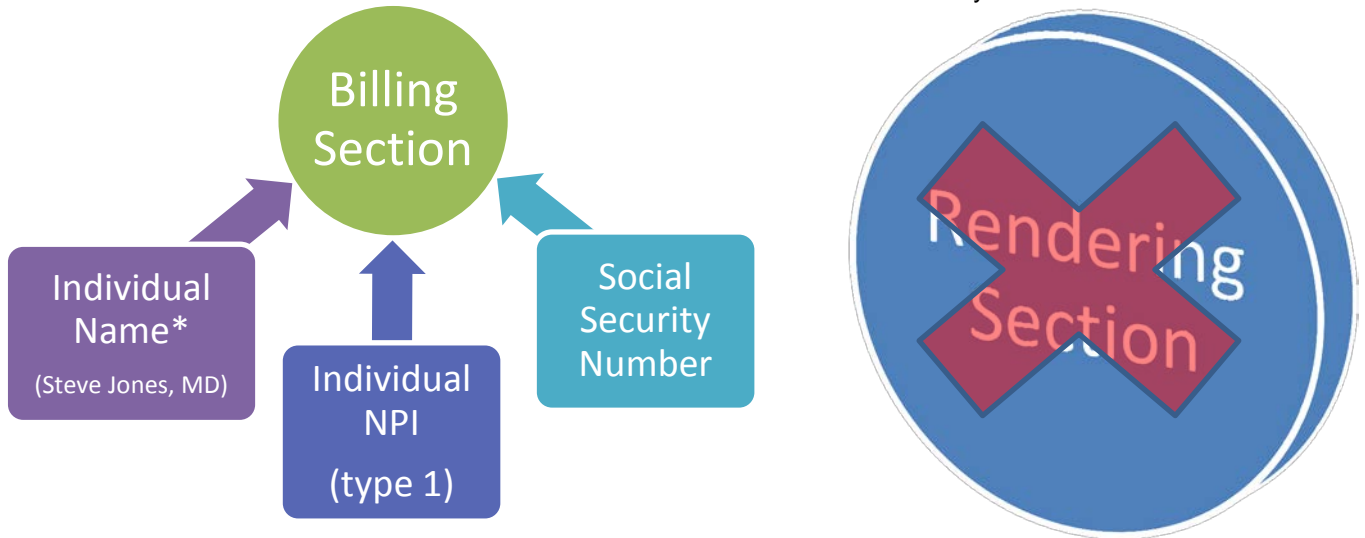 Billing
Section
Individual
Name*
(Steve Jones, MD)
Individual
NPI
(type 1)
Social
Security
Number
Rendering
Section